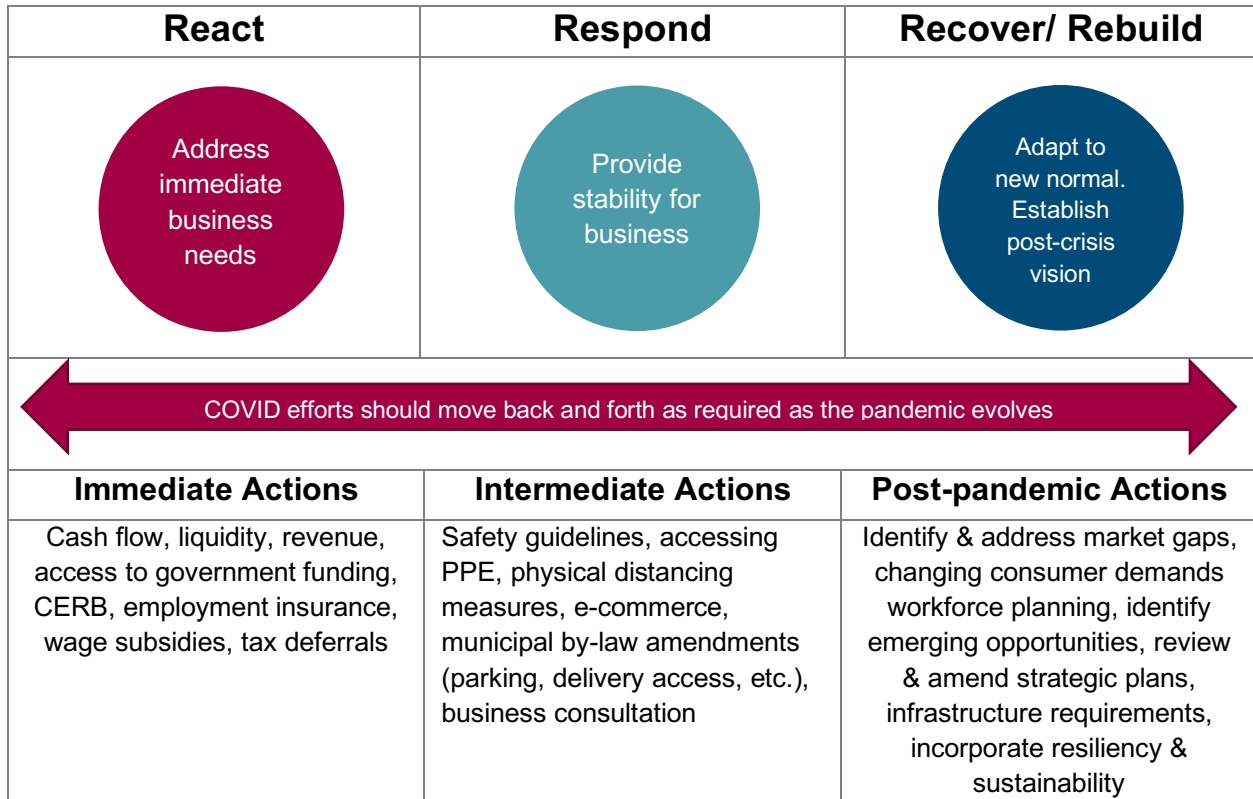 React
Respond
Recover/ Rebuild
Address
immediate
business
needs
Provide
stability for
business
Adapt to
new normal.
Establish
post-crisis
vision
COVID efforts should move back and forth as required as the pandemic evolves
Immediate Actions
Intermediate Actions
Post-pandemic Actions
Cash flow, liquidity, revenue,
access to government funding,
CERB, employment insurance,
wage subsidies, tax deferrals
Safety guidelines, accessing
PPE, physical distancing
measures, e-commerce,
municipal by-law amendments
(parking, delivery access, etc.),
business consultation
Identify & address market gaps,
changing consumer demands
workforce planning, identify
emerging opportunities, review
& amend strategic plans,
infrastructure requirements,
incorporate resiliency &
sustainability